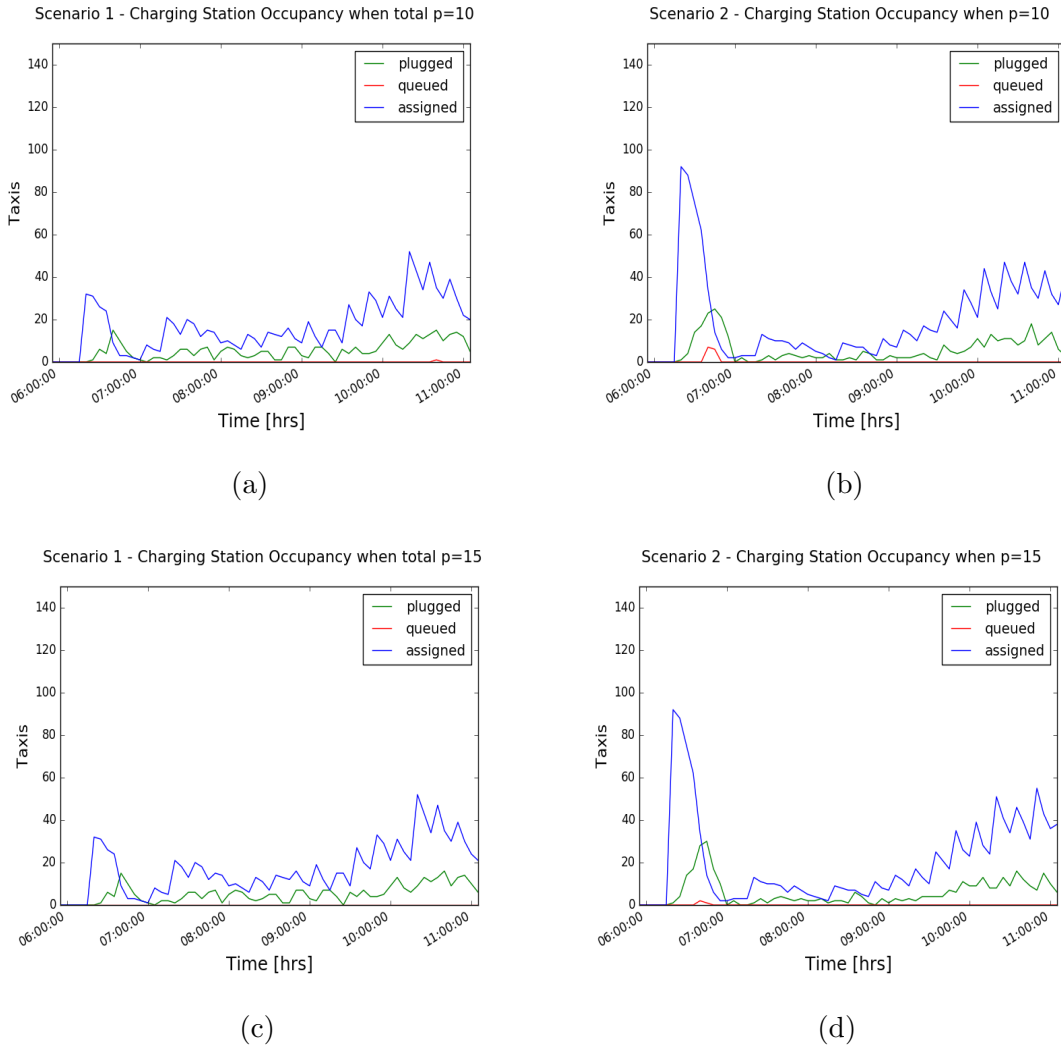 Scenario 1 - Charging Station Occupancy when total p=10
140
120
100
80
60
40
20
0
Taxis
plugged
queued
assigned
06:00:00
07:00:00
08:00:00
09:00:00
10:00:00
11:00:00
Time [hrs]
(a)
Scenario 2 - Charging Station Occupancy when p=10
140
120
100
80
60
40
20
0
Taxis
plugged
queued
assigned
06:00:00
07:00:00
08:00:00
09:00:00
10:00:00
11:00:00
Time [hrs]
(b)
Scenario 1 - Charging Station Occupancy when total p=15
140
120
100
80
60
40
20
0
Taxis
plugged
queued
assigned
06:00:00
07:00:00
08:00:00
09:00:00
10:00:00
11:00:00
Time [hrs]
(c)
Scenario 2 - Charging Station Occupancy when p=15
140
120
100
80
60
40
20
0
Taxis
plugged
queued
assigned
06:00:00
07:00:00
08:00:00
09:00:00
10:00:00
11:00:00
Time [hrs]
(d)